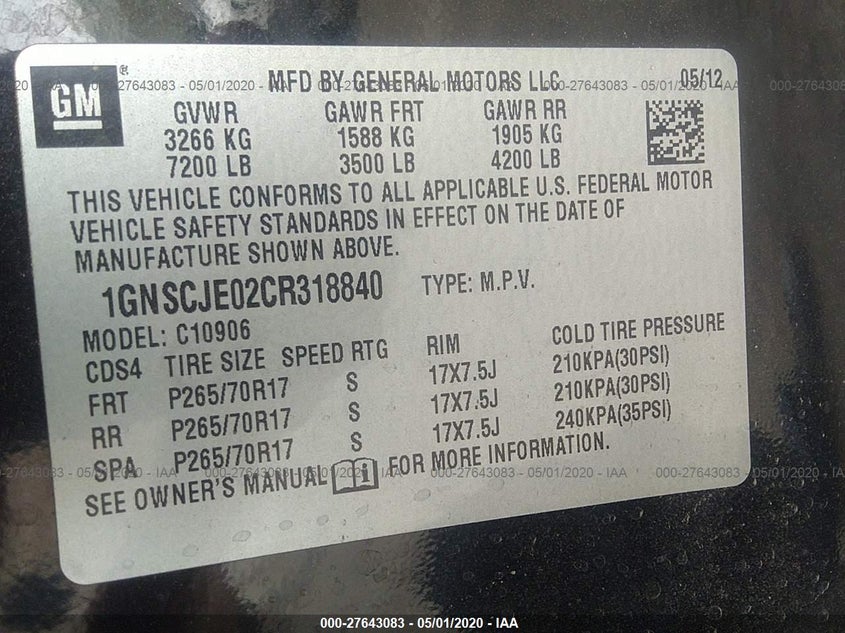 GM ® MFD BY GENERAL MOTORS LLC 05/12
GVWR GAWR FRT GAWR RR
3266 KG 1588 KG 1905 KG
7200 LB 3500 LB 4200 LB
THIS VEHICLE CONFORMS TO ALL APPLICABLE U.S. FEDERAL MOTOR
VEHICLE SAFETY STANDARDS IN EFFECT ON THE DATE OF
MANUFACTURE SHOWN ABOVE.
1GNSCJE02CR318840 TYPE: M.P.V.
MODEL: C10906
CDS4 TIRE SIZE SPEED RTG RIM COLD TIRE PRESSURE
FRT P265/70R17 S 17X7.5J 210KPA(30PSI)
RR P265/70R17 S 17X7.5J 210KPA(30PSI)
SPA P265/70R17 S 17X7.5J 240KPA(35PSI)
SEE OWNER'S MANUAL FOR MORE INFORMATION.
000-27643083 - 05/01/2020 - IAA